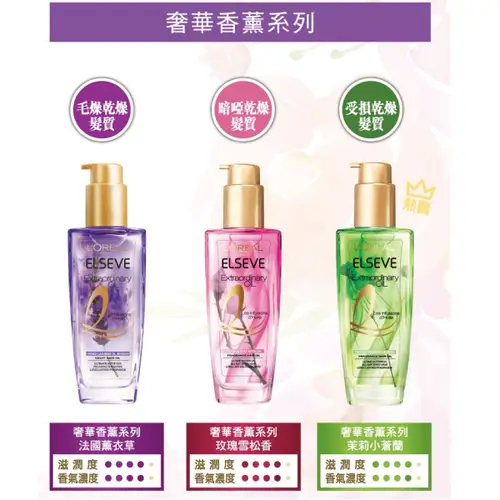 奢華香薰系列
毛燥乾燥
髮質
暗啞乾燥
髮質
受損乾燥
髮質
熱賣
L'ORÉAL
ELSEVE
Extraordinary
OIL
L'ORÉAL
ELSEVE
Extraordinary
OIL
L'ORÉAL
ELSEVE
Extraordinary
OIL
奢華香薰系列
法國薰衣草
滋潤度
香氣濃度
奢華香薰系列
玫瑰雪松香
滋潤度
香氣濃度
奢華香薰系列
茉莉小蒼蘭
滋潤度
香氣濃度